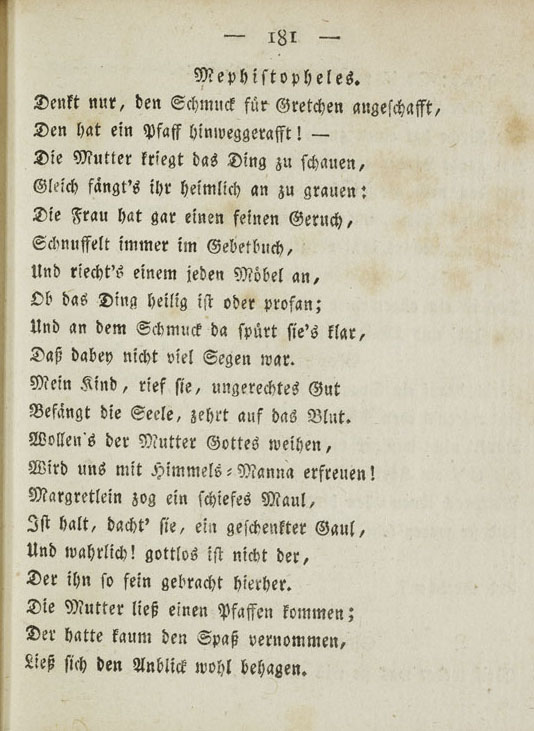 — 181 —
Mephistopheles.
Denkt nur, den Schmuck für Gretchen angeschafft,
Den hat ein Pfaff hinweggerafft! —
Die Mutter kriegt das Ding zu schauen,
Gleich fängt's ihr heimlich an zu grauen:
Die Frau hat gar einen feinen Geruch,
Schnuffelt immer im Gebetbuch,
Und riecht's einem jeden Möbel an,
Ob das Ding heilig ist oder profan;
Und an dem Schmuck da spürt sie's klar,
Daß dabey nicht viel Segen war.
Mein Kind, rief sie, ungerechtes Gut
Befängt die Seele, zehrt auf das Blut.
Wollen's der Mutter Gottes weihen,
Wird uns mit Himmels-Manna erfreuen!
Margretlein zog ein schiefes Maul,
Ist halt, dacht' sie, ein geschenkter Gaul,
Und wahrlich! gottlos ist nicht der,
Der ihn so fein gebracht hierher.
Die Mutter ließ einen Pfaffen kommen;
Der hatte kaum den Spaß vernommen,
Ließ sich den Anblick wohl behagen.